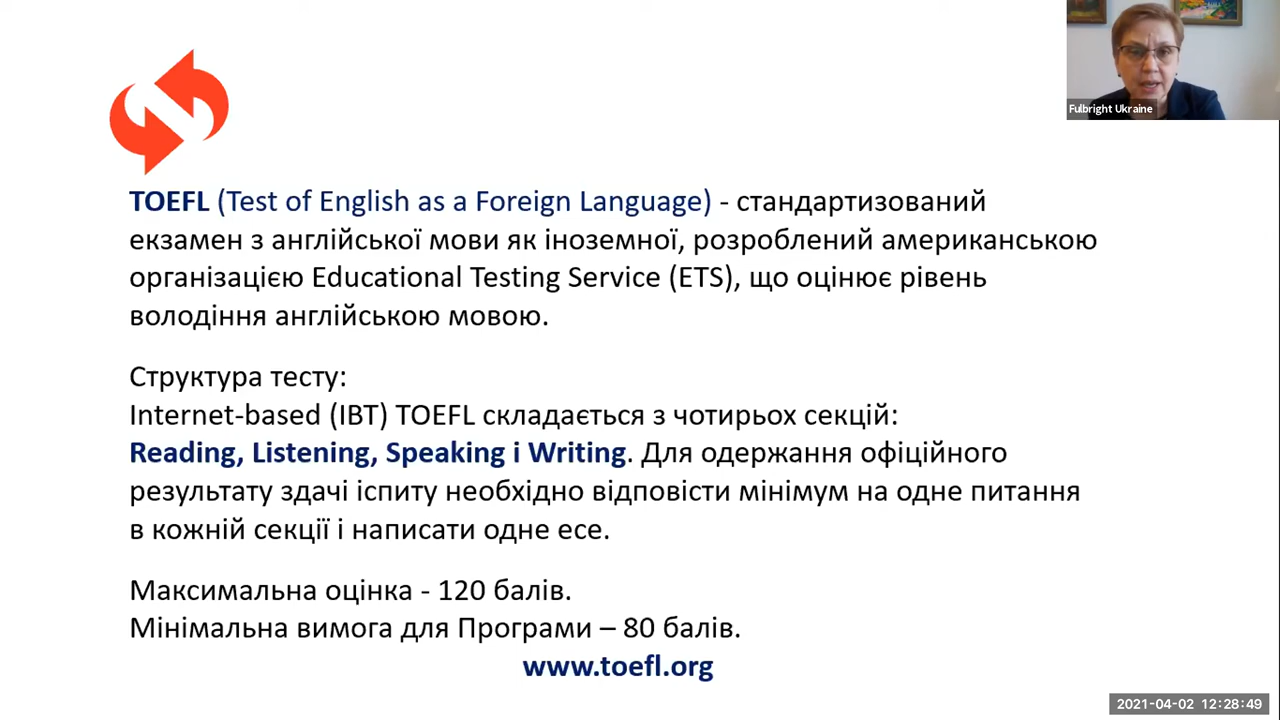 Fulbright Ukraine
TOEFL (Test of English as a Foreign Language) - стандартизований
екзамен з англійської мови як іноземної, розроблений американською
організацією Educational Testing Service (ETS), що оцінює рівень
володіння англійською мовою.
Структура тесту:
Internet-based (IBT) TOEFL складається з чотирьох секцій:
Reading, Listening, Speaking і Writing. Для одержання офіційного
результату здачі іспиту необхідно відповісти мінімум на одне питання
в кожній секції і написати одне есе.
Максимальна оцінка - 120 балів.
Мінімальна вимога для Програми – 80 балів.
www.toefl.org
2021-04-02 12:28:49